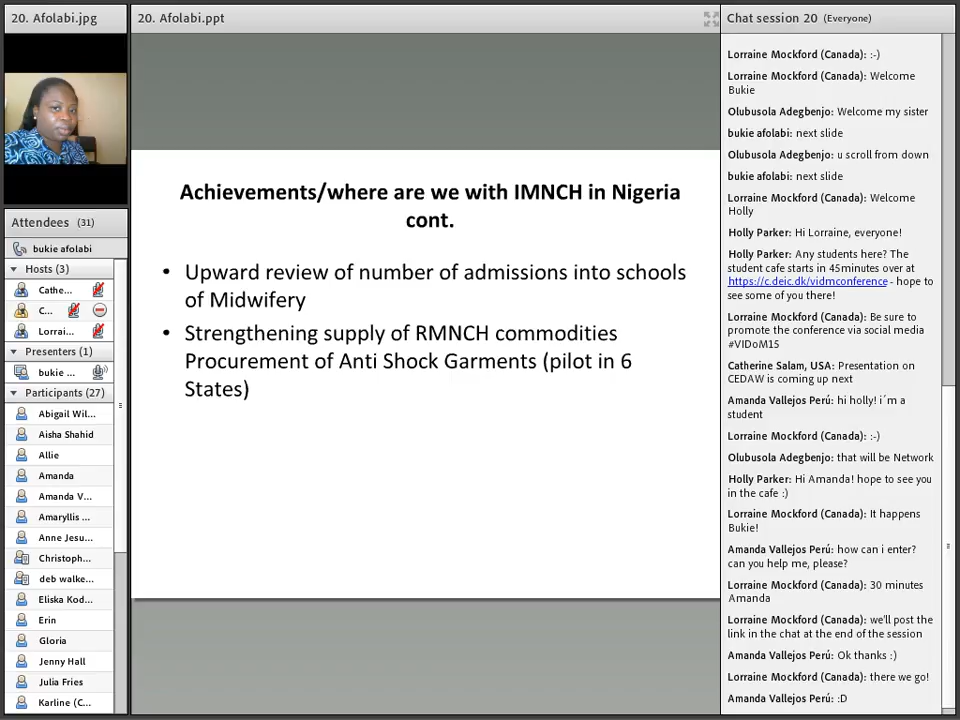 20. Afolabi.jpg
Attendees (31)
bukie afolabi
Hosts (3)
Cathe...
C...
Lorrai...
Presenters (1)
bukie ...
Participants (27)
Abigail Wil...
Aisha Shahid
Allie
Amanda
Amanda V...
Amaryllis ...
Anne Jesu...
Christoph...
deb walke...
Eliska Kod...
Erin
Gloria
Jenny Hall
Julia Fries
Karline (C...
20. Afolabi.ppt
Achievements/where are we with IMNCH in Nigeria
cont.
• Upward review of number of admissions into schools
of Midwifery
• Strengthening supply of RMNCH commodities
Procurement of Anti Shock Garments (pilot in 6
States)
Chat session 20 (Everyone)
Lorraine Mockford (Canada): :-)
Lorraine Mockford (Canada): Welcome
Bukie
Olubusola Adegbenjo: Welcome my sister
bukie afolabi: next slide
Olubusola Adegbenjo: u scroll from down
bukie afolabi: next slide
Lorraine Mockford (Canada): Welcome
Holly
Holly Parker: Hi Lorraine, everyone!
Holly Parker: Any students here? The
student cafe starts in 45minutes over at
https://c.deic.dk/vidmconference - hope to
see some of you there!
Lorraine Mockford (Canada): Be sure to
promote the conference via social media
#VIDoM15
Catherine Salam, USA: Presentation on
CEDAW is coming up next
Amanda Vallejos Perú: hi holly! i´m a
student
Lorraine Mockford (Canada): :-)
Olubusola Adegbenjo: that will be Network
Holly Parker: Hi Amanda! hope to see you
in the cafe :)
Lorraine Mockford (Canada): It happens
Bukie!
Amanda Vallejos Perú: how can i enter?
can you help me, please?
Lorraine Mockford (Canada): 30 minutes
Amanda
Lorraine Mockford (Canada): we'll post the
link in the chat at the end of the session
Amanda Vallejos Perú: Ok thanks :)
Lorraine Mockford (Canada): there we go!
Amanda Vallejos Perú: :D